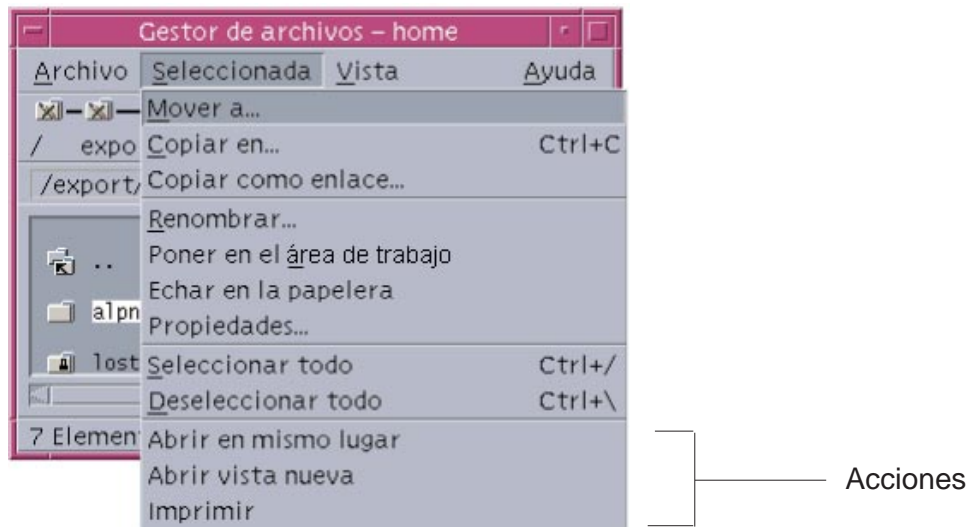 Gestor de archivos – home
Archivo Seleccionada Vista Ayuda
Mover a...
/ expo Copiar en... Ctrl+C
/export/ Copiar como enlace...
Renombrar...
.. Poner en el área de trabajo
Echar en la papelera
alpn Propiedades...
lost Seleccionar todo Ctrl+/
Deseleccionar todo Ctrl+\
7 Elemen Abrir en mismo lugar
Abrir vista nueva
Acciones
Imprimir